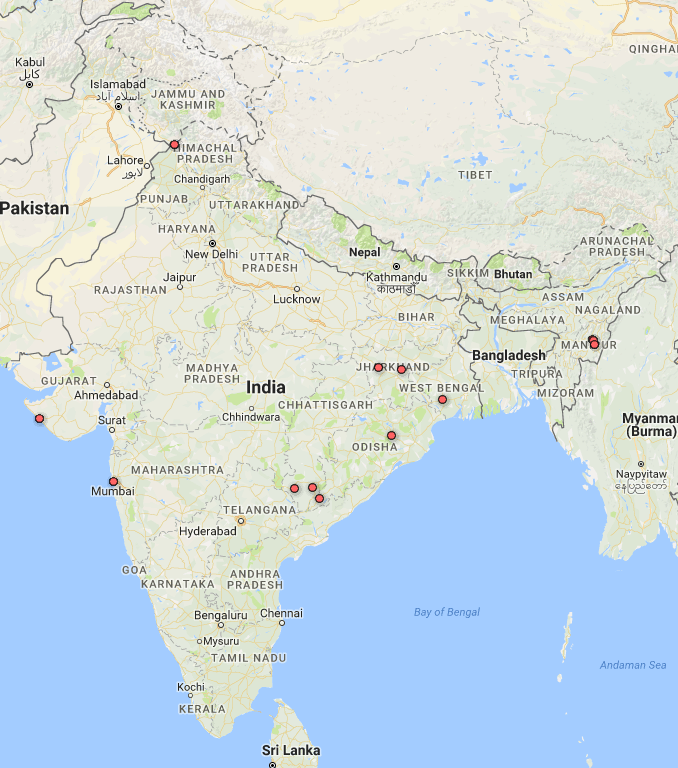 QINGHAI
Kabul
کابل
Islamabad
اسلام آباد
JAMMU AND
KASHMIR
HIMACHAL
PRADESH
Lahore
لاہور
Chandigarh
TIBET
PUNJAB
UTTARAKHAND
Pakistan
HARYANA
New Delhi
ARUNACHAL
PRADESH
Nepal
UTTAR
PRADESH
Kathmandu
काठमाडौँ
SIKKIM
Bhutan
Jaipur
RAJASTHAN
Lucknow
ASSAM
NAGALAND
BIHAR
MEGHALAYA
MANIPUR
Bangladesh
JHARKHAND
MADHYA
PRADESH
TRIPURA
GUJARAT
India
WEST BENGAL
MIZORAM
Ahmedabad
CHHATTISGARH
Surat
Chhindwara
Myanmar
(Burma)
ODISHA
MAHARASHTRA
Naypyitaw
နေပြည်တော်
Mumbai
TELANGANA
Hyderabad
GOA
KARNATAKA
ANDHRA
PRADESH
Bengaluru
Chennai
Bay of Bengal
Mysuru
TAMIL NADU
Andaman Sea
Kochi
KERALA
Sri Lanka